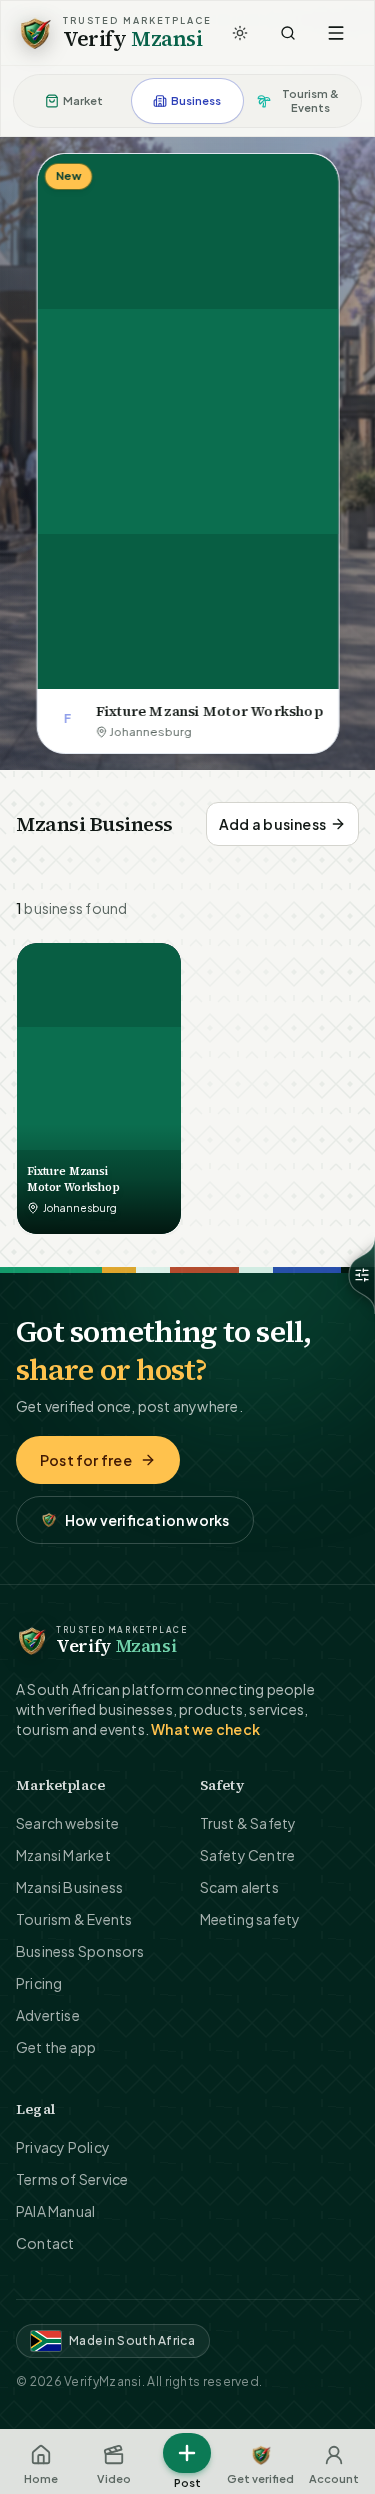 TRUSTED MARKETPLACE
Verify Mzansi
Market
Business
Tourism &
Events
New
F
Fixture Mzansi Motor Workshop
Johannesburg
Mzansi Business
Add a business
1 business found
Fixture Mzansi
Motor Workshop
Johannesburg
Got something to sell,
share or host?
Get verified once, post anywhere.
Post for free
How verification works
TRUSTED MARKETPLACE
Verify Mzansi
A South African platform connecting people
with verified businesses, products, services,
tourism and events. What we check
Marketplace
Search website
Mzansi Market
Mzansi Business
Tourism & Events
Business Sponsors
Pricing
Advertise
Get the app
Safety
Trust & Safety
Safety Centre
Scam alerts
Meeting safety
Legal
Privacy Policy
Terms of Service
PAIA Manual
Contact
Made in South Africa
© 2026 VerifyMzansi. All rights reserved.
Home
Video
Post
Get verified
Account